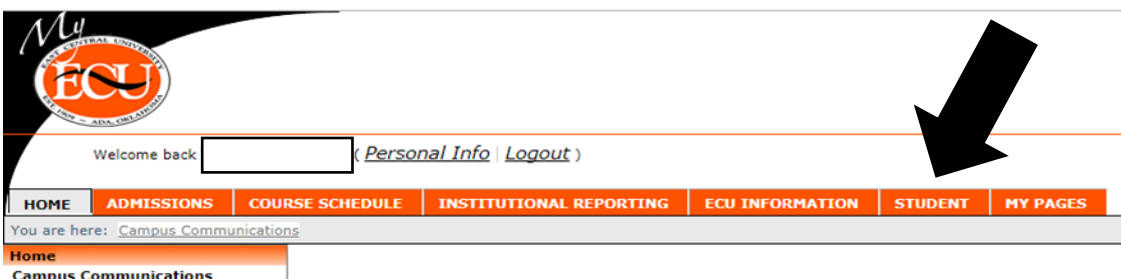 My
EAST CENTRAL UNIVERSITY
ECU
EST. 1909 - ADA, OKLAHOMA
Welcome back ( Personal Info | Logout )
HOME ADMISSIONS COURSE SCHEDULE INSTITUTIONAL REPORTING ECU INFORMATION STUDENT MY PAGES
You are here: Campus Communications
Home
Campus Communications